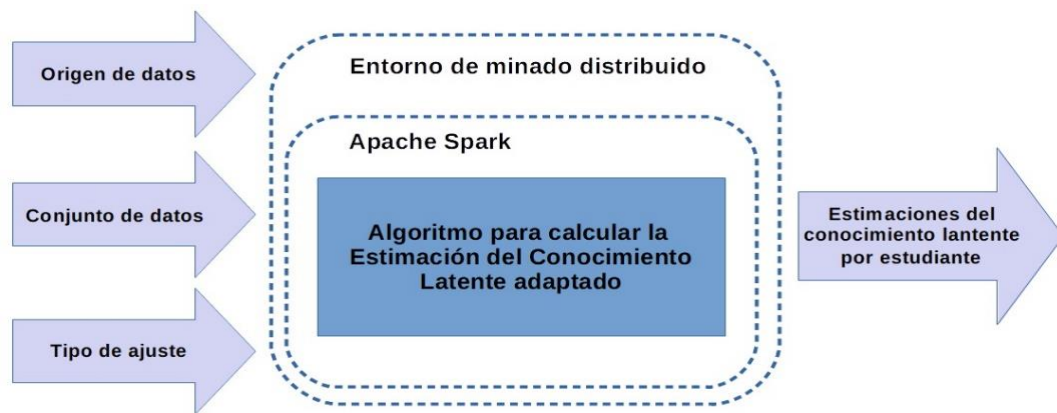 Origen de datos
Conjunto de datos
Tipo de ajuste
Entorno de minado distribuido
Apache Spark
Algoritmo para calcular la
Estimación del Conocimiento
Latente adaptado
Estimaciones del
conocimiento lantente
por estudiante